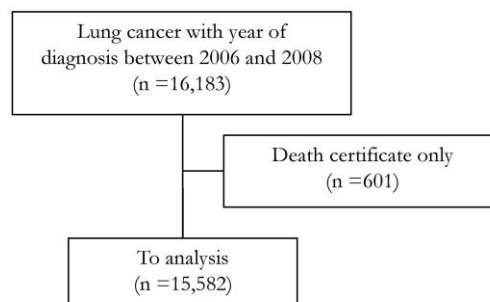 Lung cancer with year of
diagnosis between 2006 and 2008
(n =16,183)
Death certificate only
(n =601)
To analysis
(n =15,582)